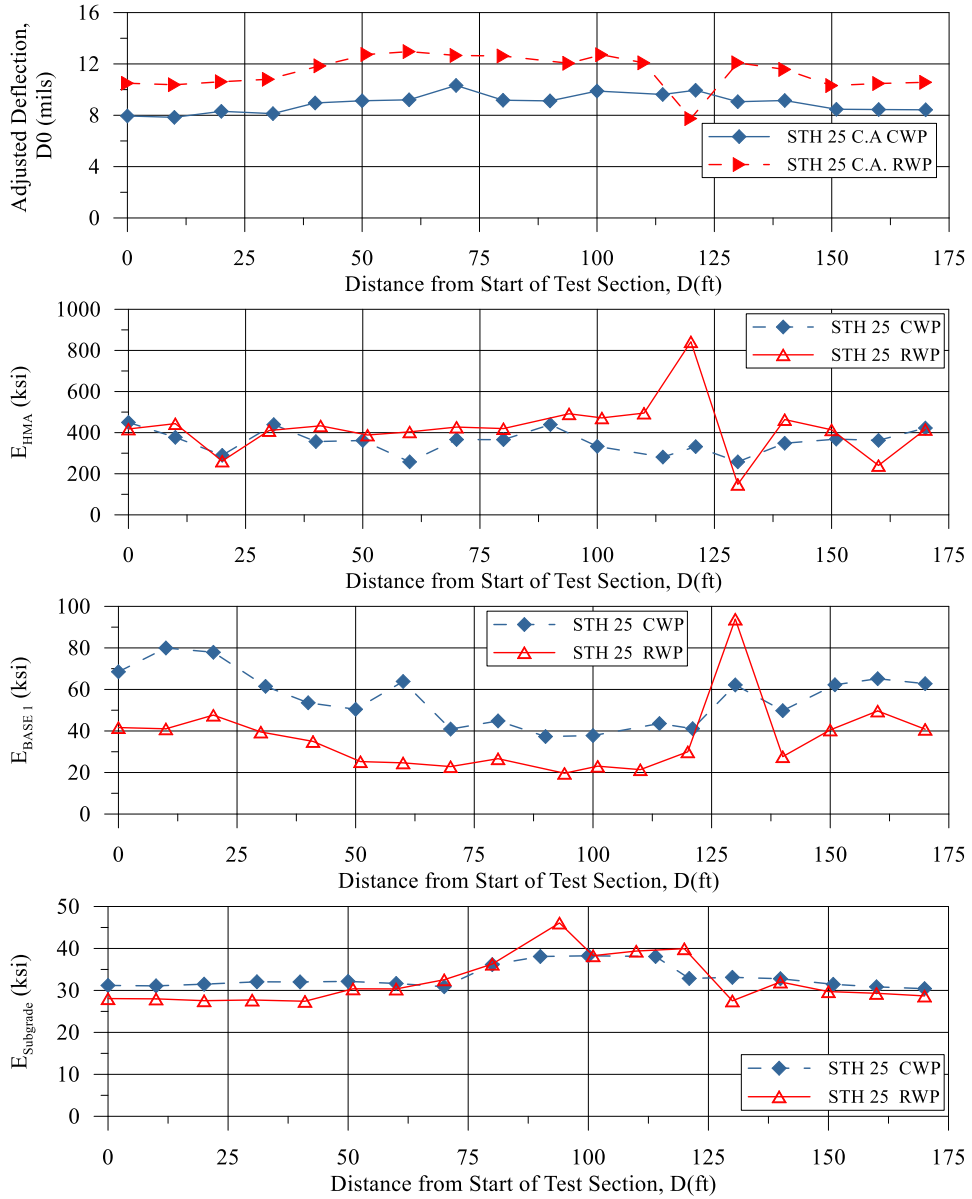 Adjusted Deflection,
D0 (mils)
16
12
8
4
0
STH 25 C.A CWP
STH 25 C.A. RWP
0 25 50 75 100 125 150 175
Distance from Start of Test Section, D(ft)
E_HMA (ksi)
1000
800
600
400
200
0
STH 25 CWP
STH 25 RWP
0 25 50 75 100 125 150 175
Distance from Start of Test Section, D(ft)
E_BASE 1 (ksi)
100
80
60
40
20
0
STH 25 CWP
STH 25 RWP
0 25 50 75 100 125 150 175
Distance from Start of Test Section, D(ft)
E_Subgrade (ksi)
50
40
30
20
10
0
STH 25 CWP
STH 25 RWP
0 25 50 75 100 125 150 175
Distance from Start of Test Section, D(ft)